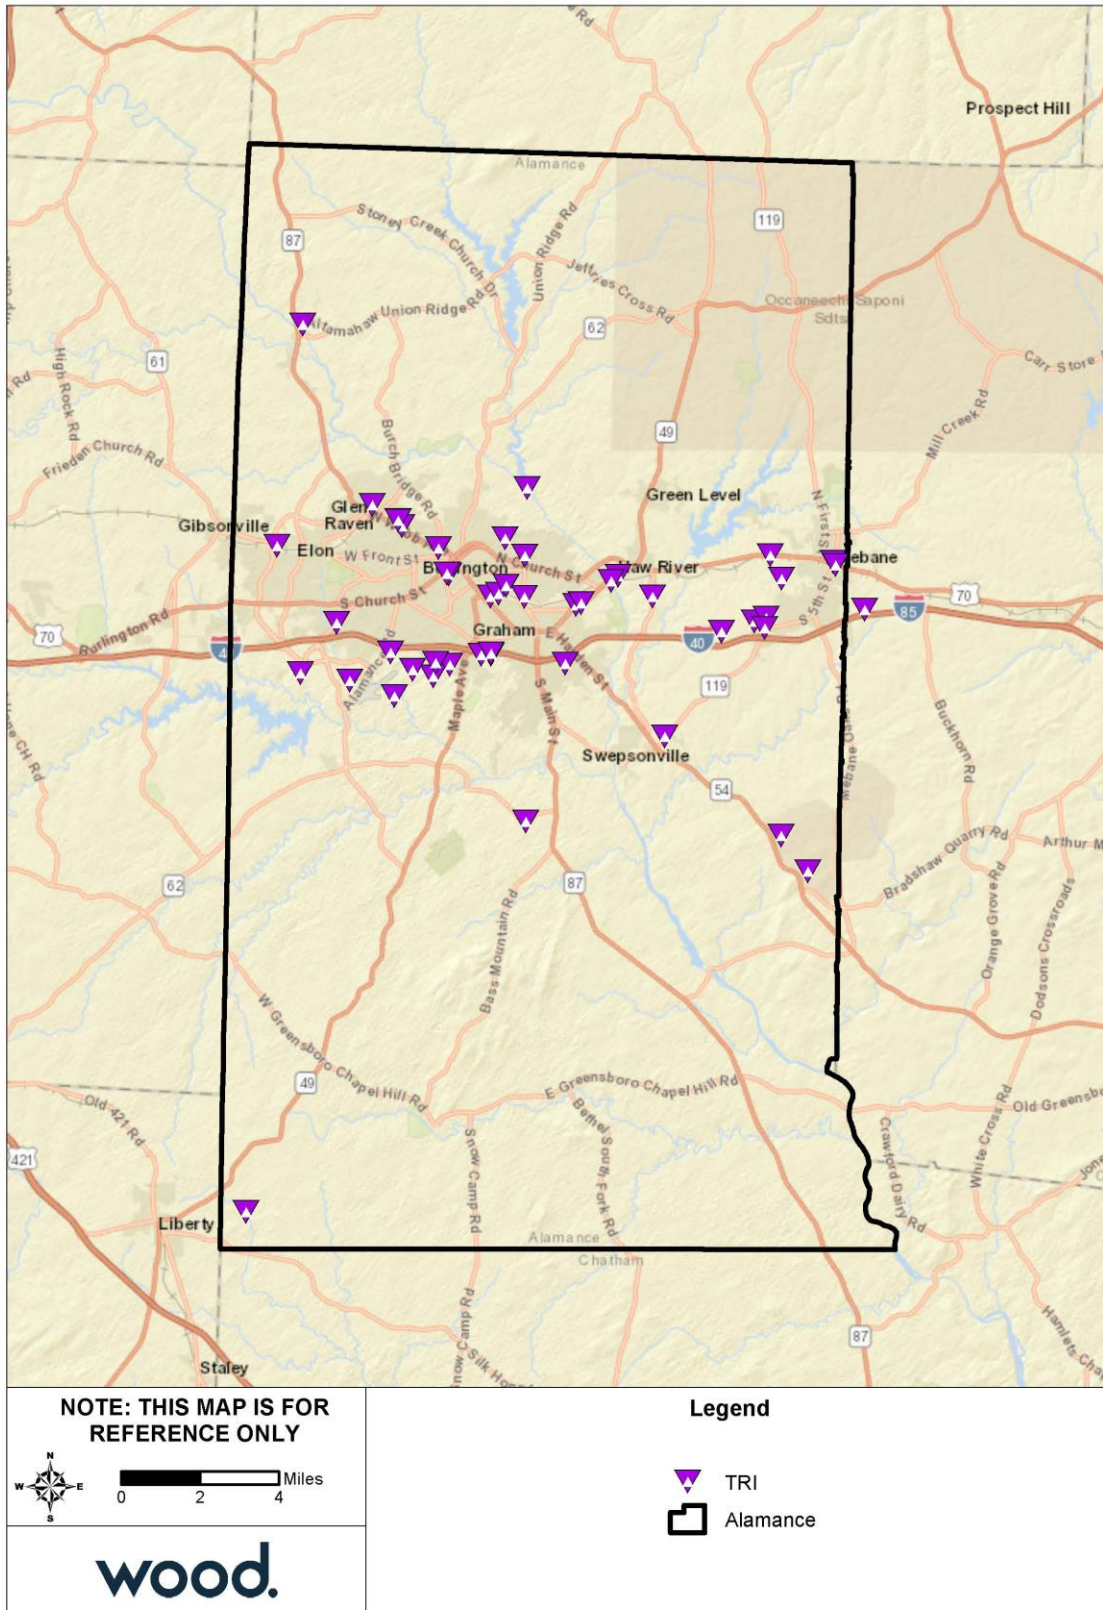 Prospect Hill
Alamance
119
87
Stoney Creek Church Dr
Union Ridge Rd
Jeffries Cross Rd
Occaneechi Saponi
Sdts
Altamahaw Union Ridge Rd
62
61
High Rock Rd
Carr Store
Mill Creek Rd
49
Frieden Church Rd
Burch Bridge Rd
Green Level
Glen
Raven
Gibsonville
N First St
Elon
W Front St
N Church St
Haw River
S Church St
S 5th St
70
Burlington Rd
70
85
Graham
E Harden St
40
Alamance Rd
Maple Ave
S Main St
119
Buckhorn Rd
Swepsonville
54
Bradshaw Quarry Rd
Arthur M
62
87
Orange Grove Rd
Dodsons Crossroads
Bass Mountain Rd
W Greensboro Chapel Hill Rd
49
E Greensboro Chapel Hill Rd
Old 421 Rd
Old Greensbo
Bethel South Fork Rd
Snow Camp Rd
White Cross Rd
Crawford Dairy Rd
421
Liberty
Alamance
Chatham
Snow Camp Rd
87
Staley
NOTE: THIS MAP IS FOR
REFERENCE ONLY
N
W E
S
Miles
0 2 4
wood.
Legend
TRI
Alamance